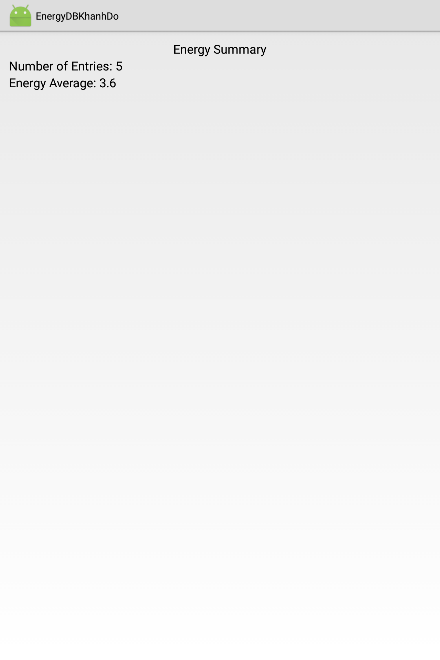 EnergyDBKhanhDo
Energy Summary
Number of Entries: 5
Energy Average: 3.6